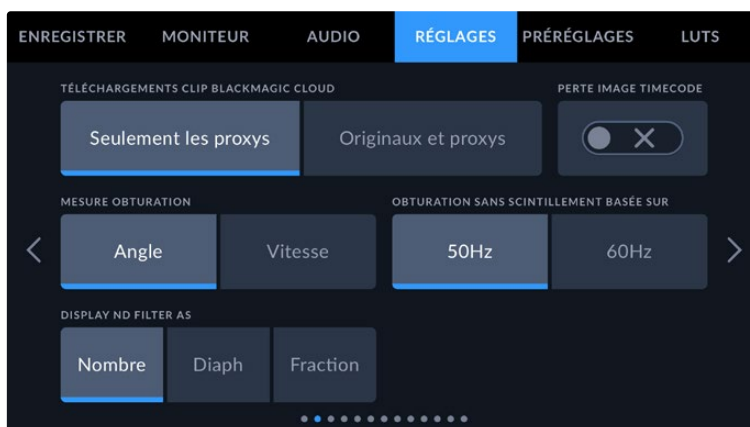 ENREGISTRER MONITEUR AUDIO RÉGLAGES PRÉRÉGLAGES LUTS
TÉLÉCHARGEMENTS CLIP BLACKMAGIC CLOUD PERTE IMAGE TIMECODE
Seulement les proxys Originaux et proxys
MESURE OBTURATION OBTURATION SANS SCINTILLEMENT BASÉE SUR
Angle Vitesse 50Hz 60Hz
DISPLAY ND FILTER AS
Nombre Diaph Fraction